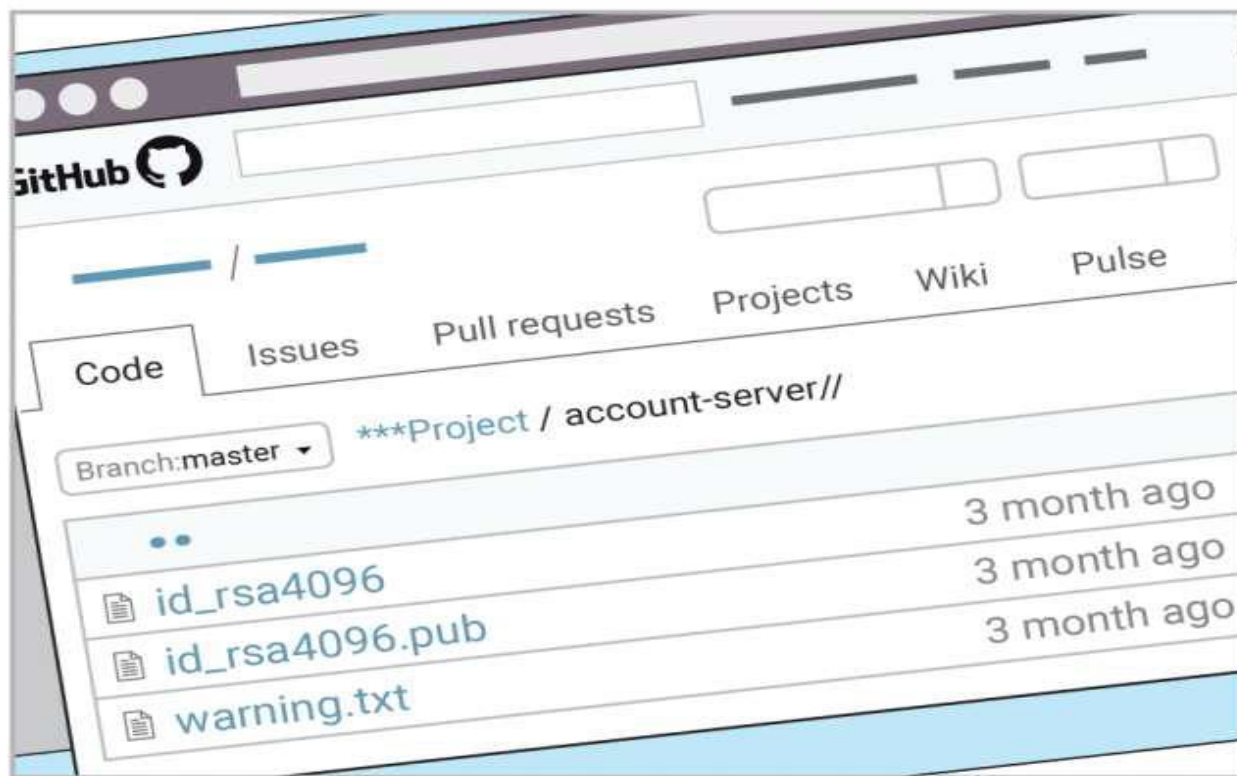 GitHub
/
Code Issues Pull requests Projects Wiki Pulse
Branch:master ***Project / account-server//
••
id_rsa4096 3 month ago
id_rsa4096.pub 3 month ago
warning.txt 3 month ago